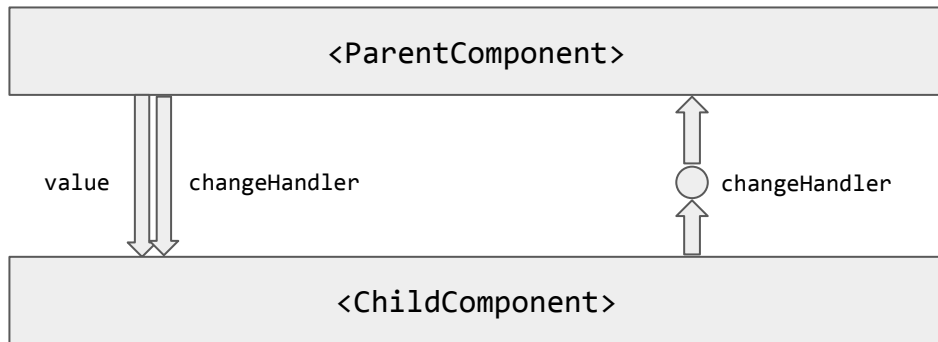 <ParentComponent>
value
changeHandler
changeHandler
<ChildComponent>